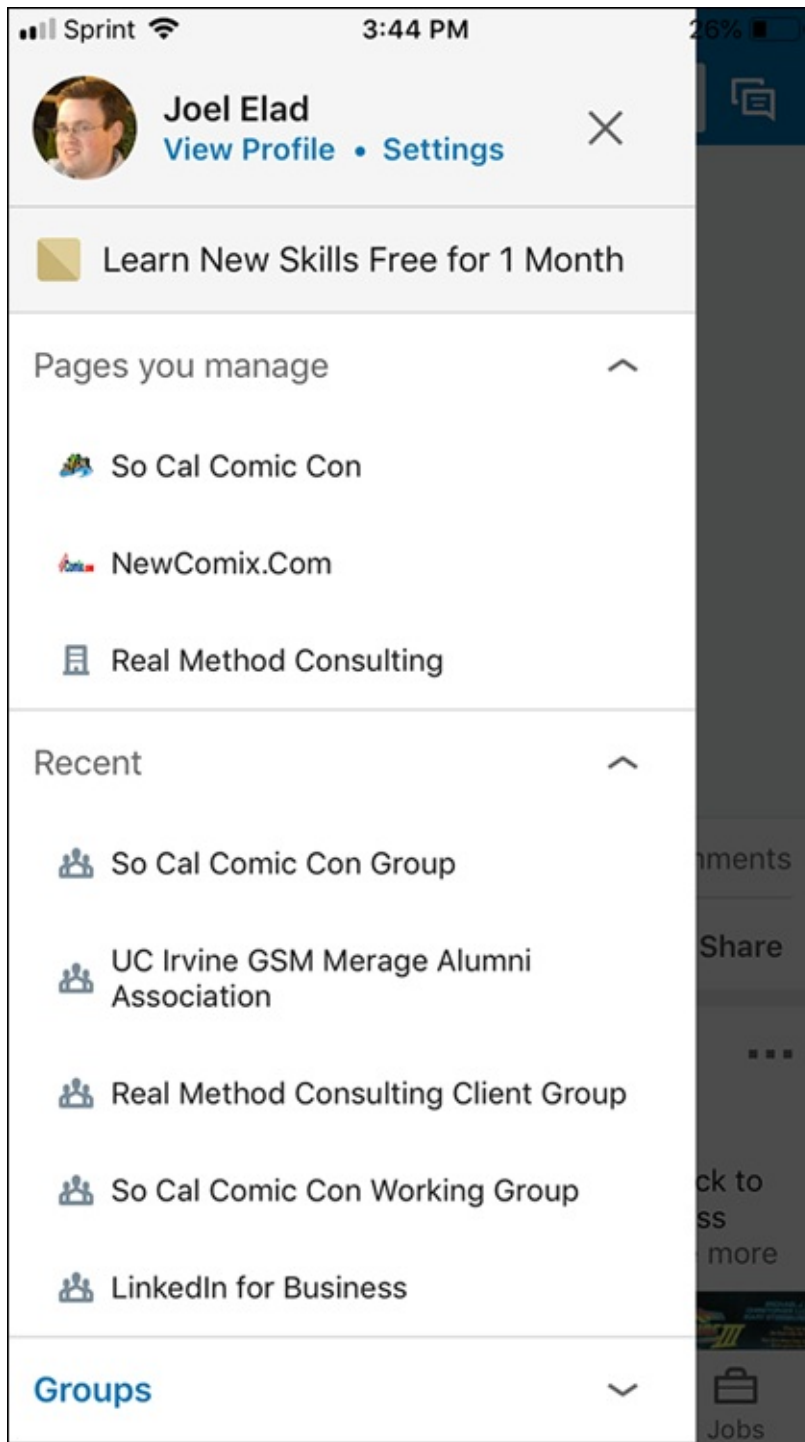 Sprint 3:44 PM 26%
Joel Elad
View Profile • Settings
Learn New Skills Free for 1 Month
Pages you manage
So Cal Comic Con
NewComix.Com
Real Method Consulting
Recent
So Cal Comic Con Group
mments
UC Irvine GSM Merage Alumni
Association
Share
Real Method Consulting Client Group
So Cal Comic Con Working Group
ck to
ss
more
LinkedIn for Business
Groups
Jobs